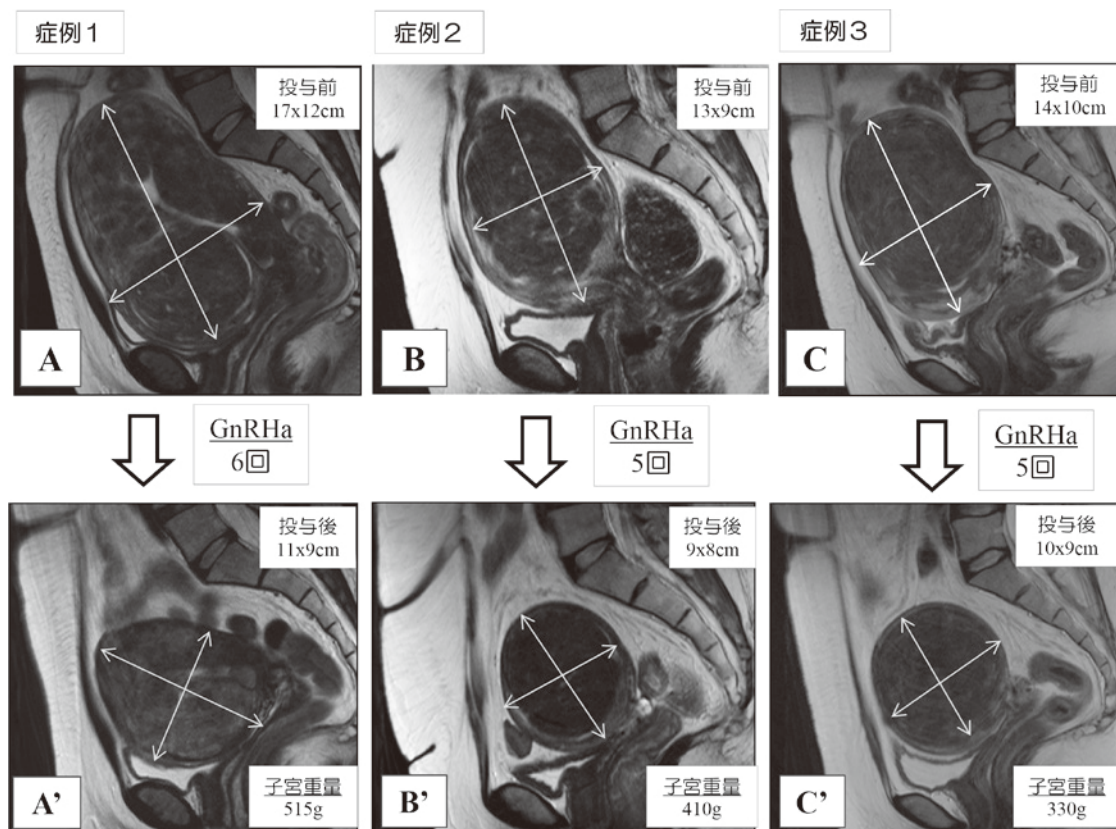 症例1
症例2
症例3
投与前
17x12cm
投与前
13x9cm
投与前
14x10cm
A
B
C
GnRHa
6回
GnRHa
5回
GnRHa
5回
投与後
11x9cm
投与後
9x8cm
投与後
10x9cm
A’
子宮重量
515g
B’
子宮重量
410g
C’
子宮重量
330g